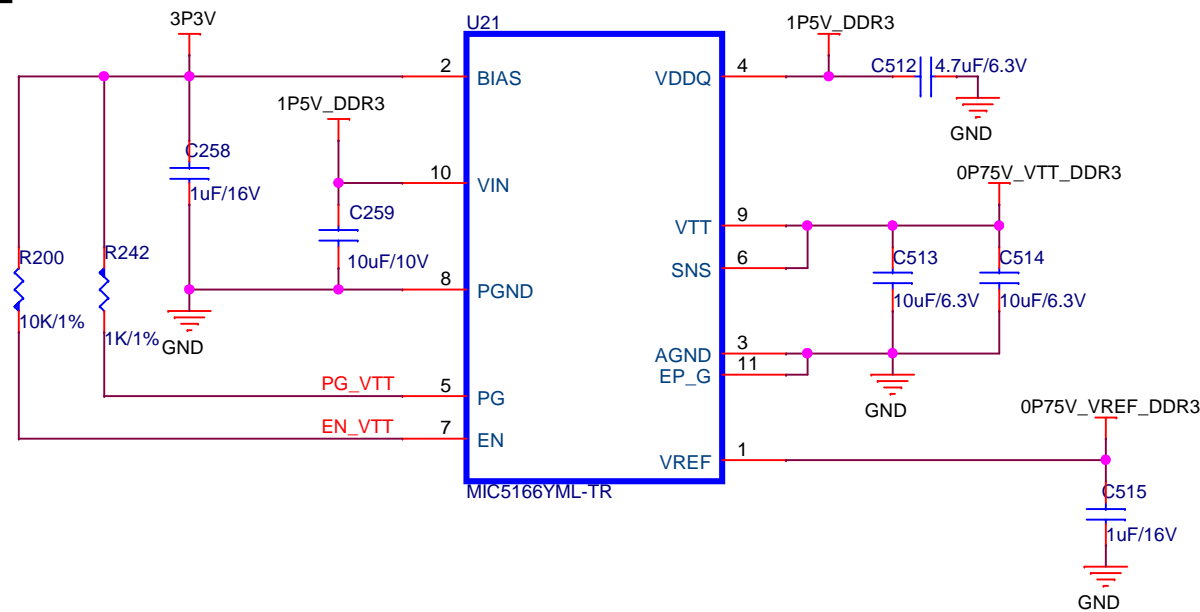 3P3V
U21
1P5V_DDR3
2
BIAS
VDDQ
4
C512
4.7uF/6.3V
GND
1P5V_DDR3
C258
1uF/16V
10
VIN
C259
10uF/10V
0P75V_VTT_DDR3
VTT
9
SNS
6
C513
10uF/6.3V
C514
10uF/6.3V
R200
10K/1%
R242
1K/1%
8
PGND
GND
AGND
3
EP_G
11
GND
PG_VTT
5
PG
EN_VTT
7
EN
0P75V_VREF_DDR3
VREF
1
MIC5166YML-TR
C515
1uF/16V
GND